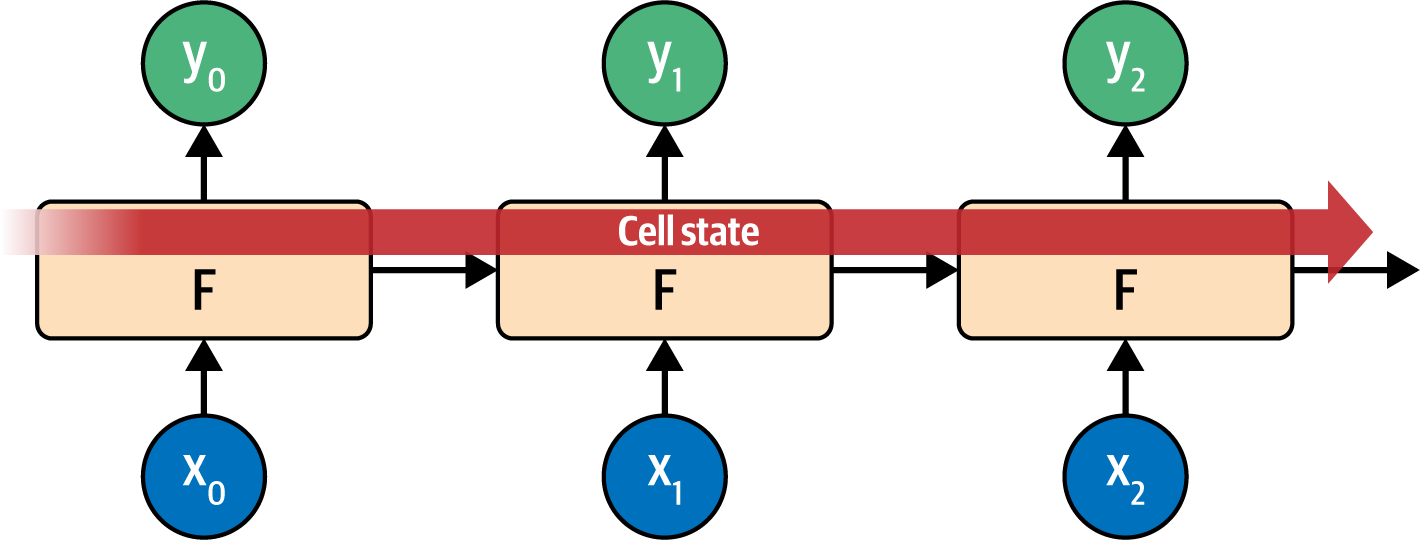 y0 y1 y2
Cell state
F F F
x0 x1 x2